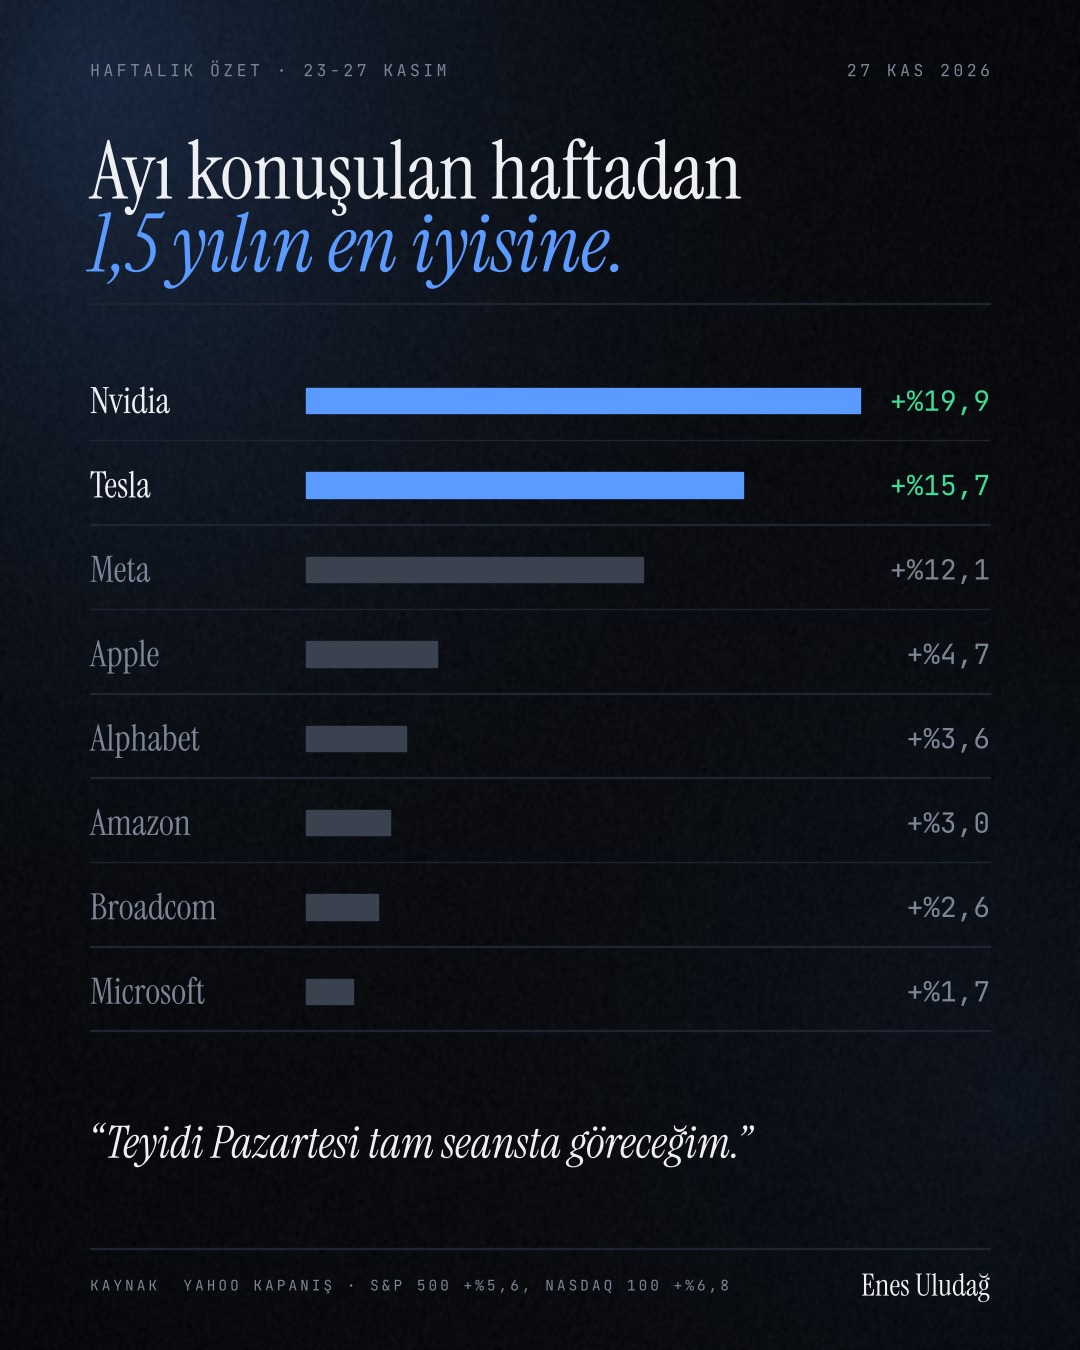 HAFTALIK ÖZET · 23-27 KASIM
27 KAS 2026
Ayı konuşulan haftadan
1,5 yılın en iyisine.
Nvidia +%19,9
Tesla +%15,7
Meta +%12,1
Apple +%4,7
Alphabet +%3,6
Amazon +%3,0
Broadcom +%2,6
Microsoft +%1,7
“Teyidi Pazartesi tam seansta göreceğim.”
KAYNAK YAHOO KAPANIŞ · S&P 500 +%5,6, NASDAQ 100 +%6,8
Enes Uludağ